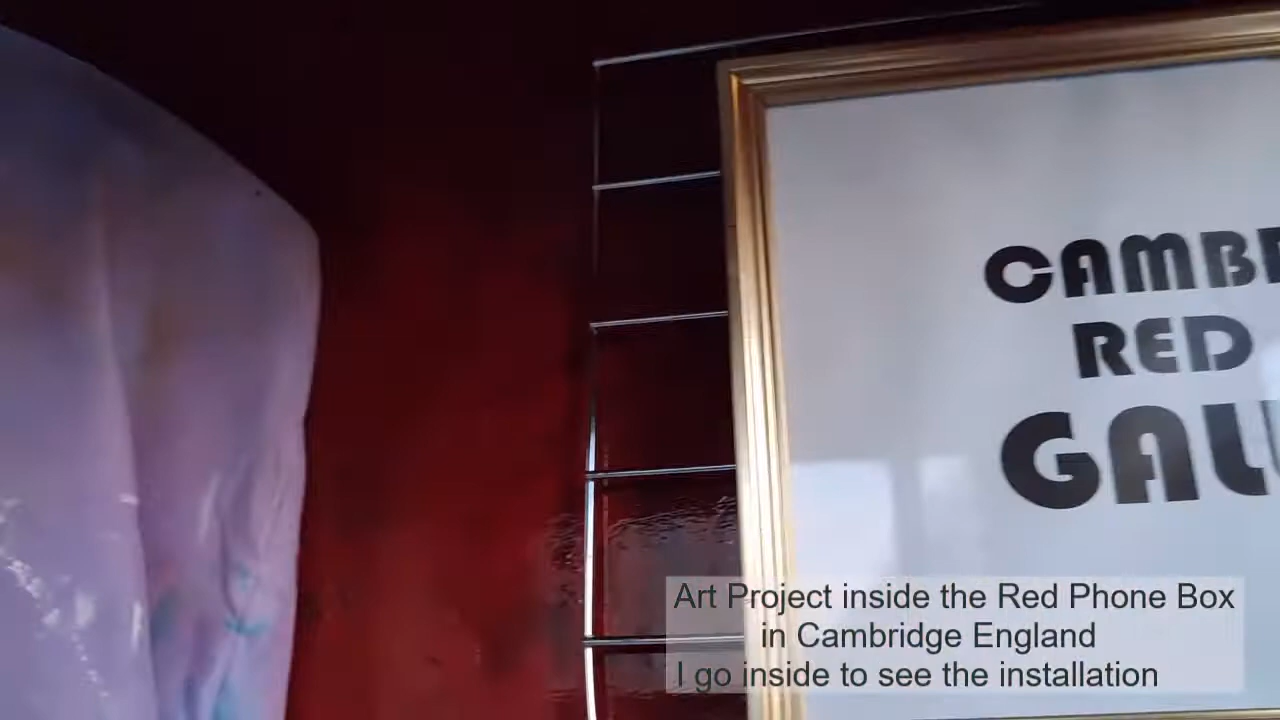 CAMB
RED
GAL
Art Project inside the Red Phone Box
in Cambridge England
I go inside to see the installation